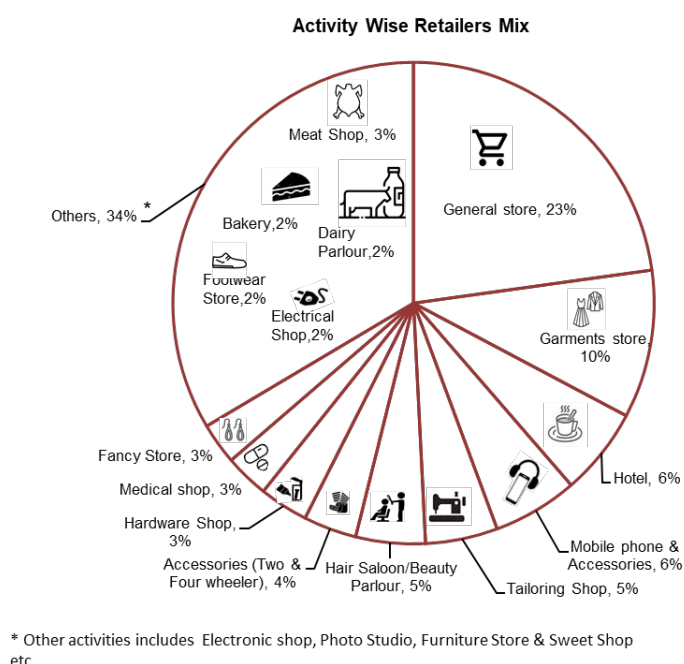 Activity Wise Retailers Mix
Meat Shop, 3%
General store, 23%
Others, 34% *
Bakery,2%
Dairy
Parlour,2%
Footwear
Store,2%
Electrical
Shop,2%
Garments store,
10%
Fancy Store, 3%
Hotel, 6%
Medical shop, 3%
Hardware Shop,
3%
Mobile phone &
Accessories, 6%
Accessories (Two &
Four wheeler), 4%
Hair Saloon/Beauty
Parlour, 5%
Tailoring Shop, 5%
* Other activities includes Electronic shop, Photo Studio, Furniture Store & Sweet Shop
etc